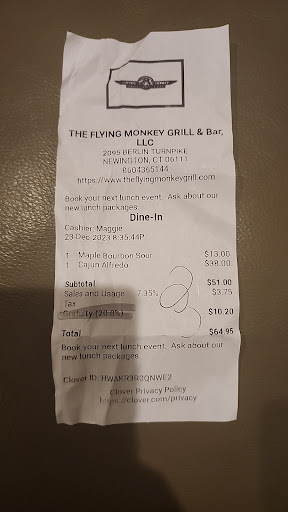 THE FLYING MONKEY GRILL & Bar,
LLC
2095 BERLIN TURNPIKE
NEWINGTON, CT 06111
8604365144
https://www.theflyingmonkeygrill.com
Book your next lunch event. Ask about our
new lunch packages.
Dine-In
Cashier: Maggie
23-Dec-2023 8:35:44P
1 Maple Bourbon Sour $13.00
1 Cajun Alfredo $38.00
Subtotal $51.00
Sales and Usage 7.35% $3.75
Tax
Gratuity (20.0%) $10.20
Total $64.95
Book your next lunch event. Ask about our
new lunch packages.
Clover ID: HWAKR9R0QNWE2
Clover Privacy Policy
https://clover.com/privacy